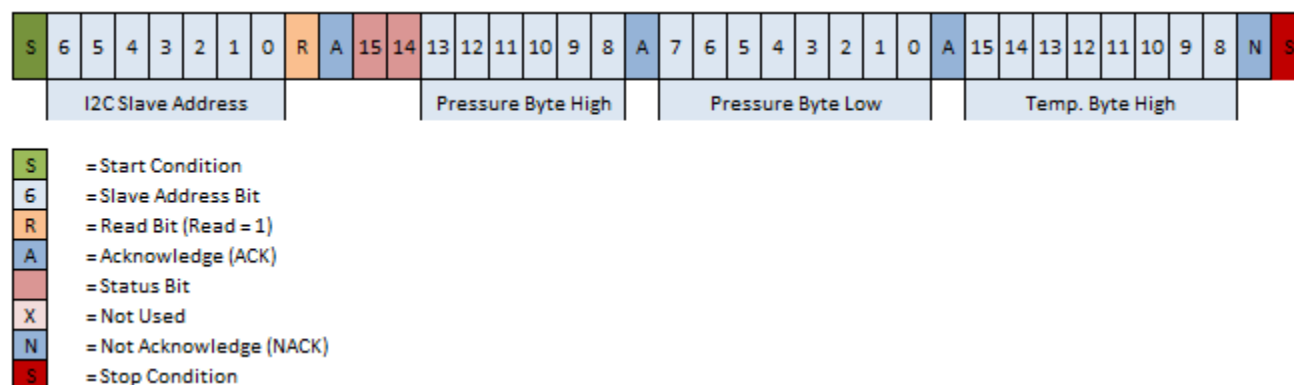 S 6 5 4 3 2 1 0 R A 15 14 13 12 11 10 9 8 A 7 6 5 4 3 2 1 0 A 15 14 13 12 11 10 9 8 N S
I2C Slave Address Pressure Byte High Pressure Byte Low Temp. Byte High
S =Start Condition
6 =Slave Address Bit
R =Read Bit (Read = 1)
A =Acknowledge (ACK)
=Status Bit
X =Not Used
N =Not Acknowledge (NACK)
S =Stop Condition